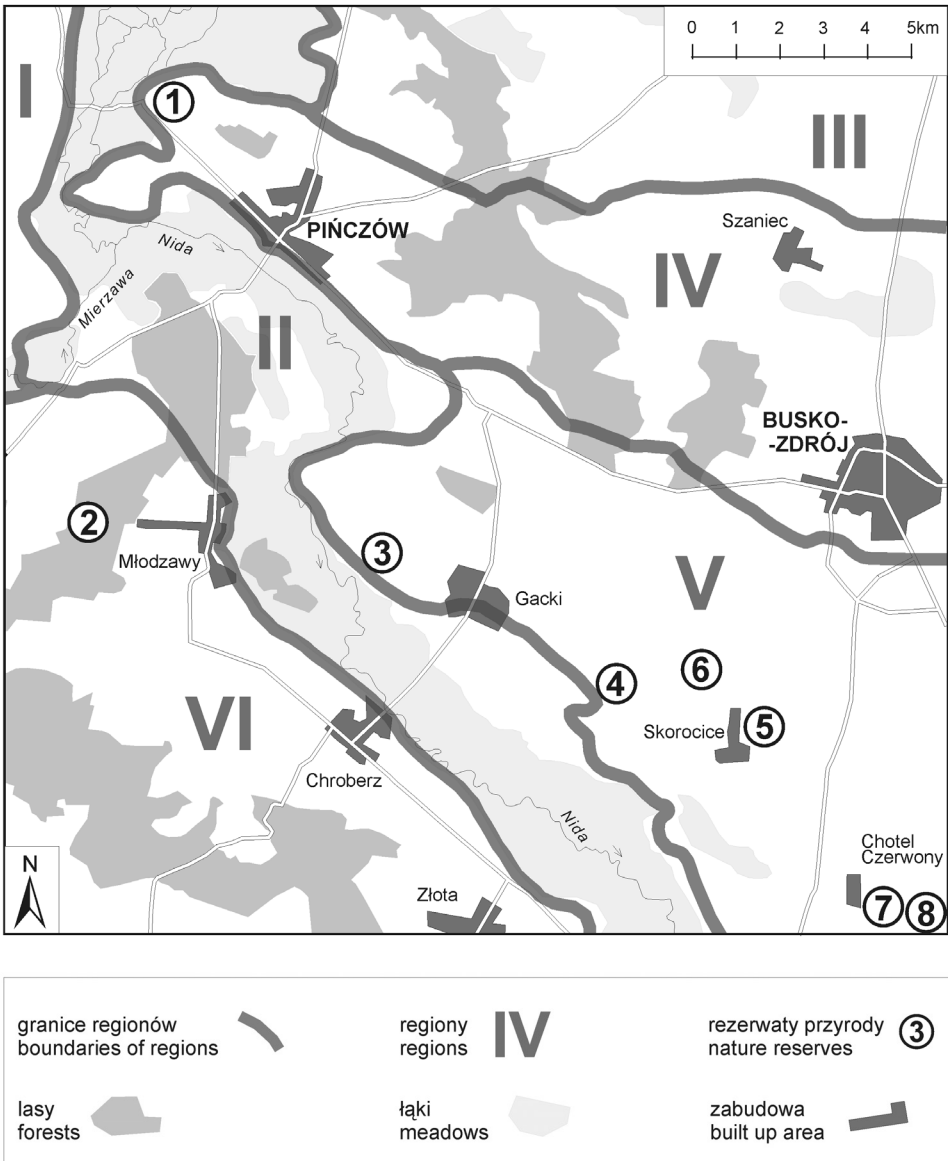 0 1 2 3 4 5km
I
1
III
Szaniec
PIŃCZÓW
Nida
IV
Mierzawa
II
BUSKO-
-ZDRÓJ
2
Młodzawy
3
V
Gacki
6
4
VI
Skorocice
5
Chroberz
Nida
Chotel
Czerwony
N
Złota
7
8
granice regionów
boundaries of regions
regiony
regions
IV
rezerwaty przyrody
nature reserves
3
lasy
forests
łąki
meadows
zabudowa
built up area